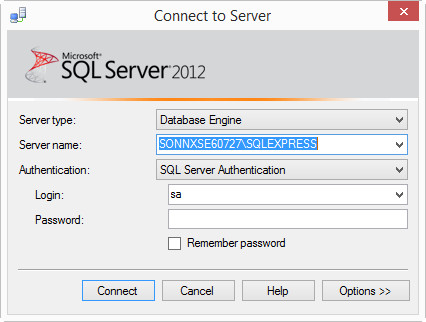 Connect to Server
Microsoft
SQL Server 2012
Server type: Database Engine
Server name: SONNXSE60727\SQLEXPRESS
Authentication: SQL Server Authentication
Login: sa
Password:
Remember password
Connect Cancel Help Options >>